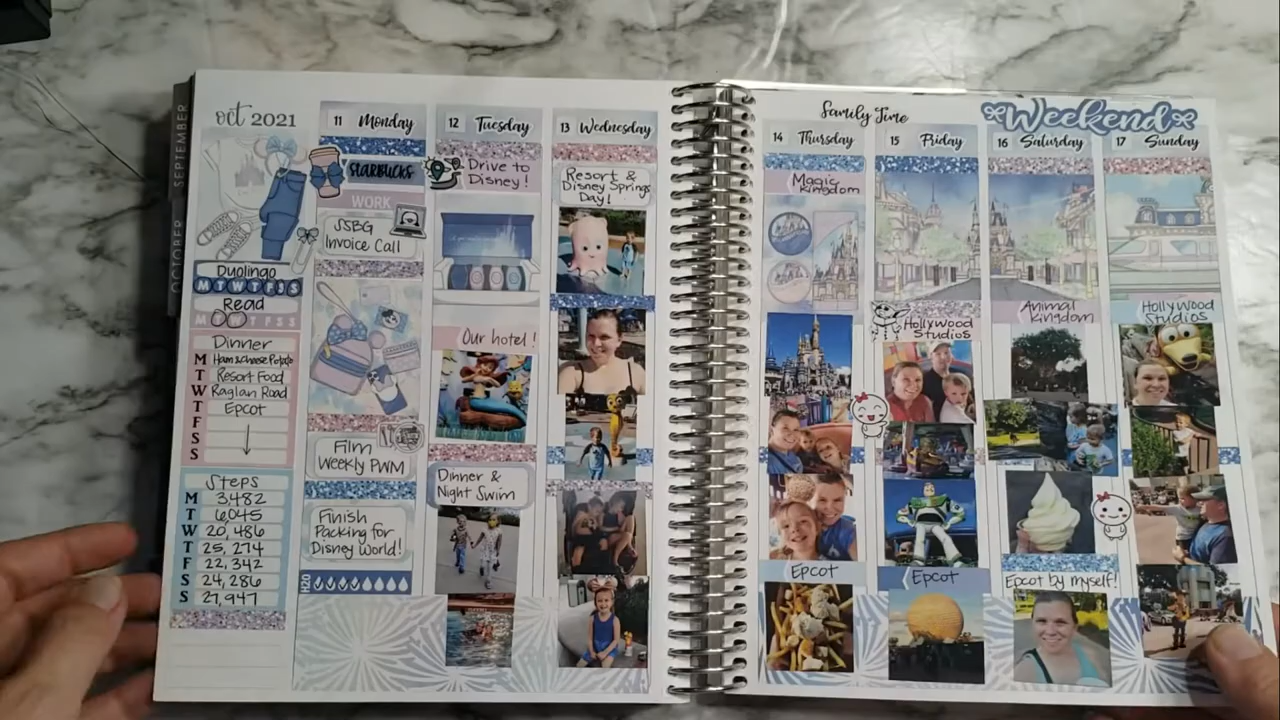 SEPTEMBER
OCTOBER
oct 2021
Duolingo
M T W T F S S
Read
M T W T F S S
Dinner
M Ham & Cheese Potato
T Resort Food
W Raglan Road
T Epcot
F
S
S
Steps
M 3,482
T 6,045
W 20,486
T 25,274
F 22,342
S 24,286
S 21,947
11 Monday
STARBUCKS
WORK
SSBG
Invoice Call
Film
Weekly PWM
Finish
Packing for
Disney World!
H2O
12 Tuesday
Drive to
Disney!
Our hotel!
Dinner &
Night Swim
13 Wednesday
Resort &
Disney Springs
Day!
Family Time
14 Thursday
Magic
Kingdom
Epcot
15 Friday
Hollywood
Studios
Epcot
Weekend
16 Saturday
Animal
Kingdom
Epcot by myself!
17 Sunday
Hollywood
Studios